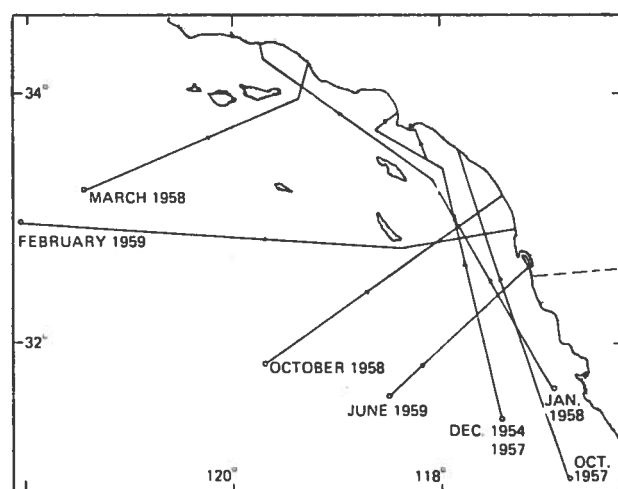 34°
MARCH 1958
FEBRUARY 1959
32°
OCTOBER 1958
JUNE 1959
DEC. 1954
1957
JAN.
1958
OCT.
1957
120°
118°